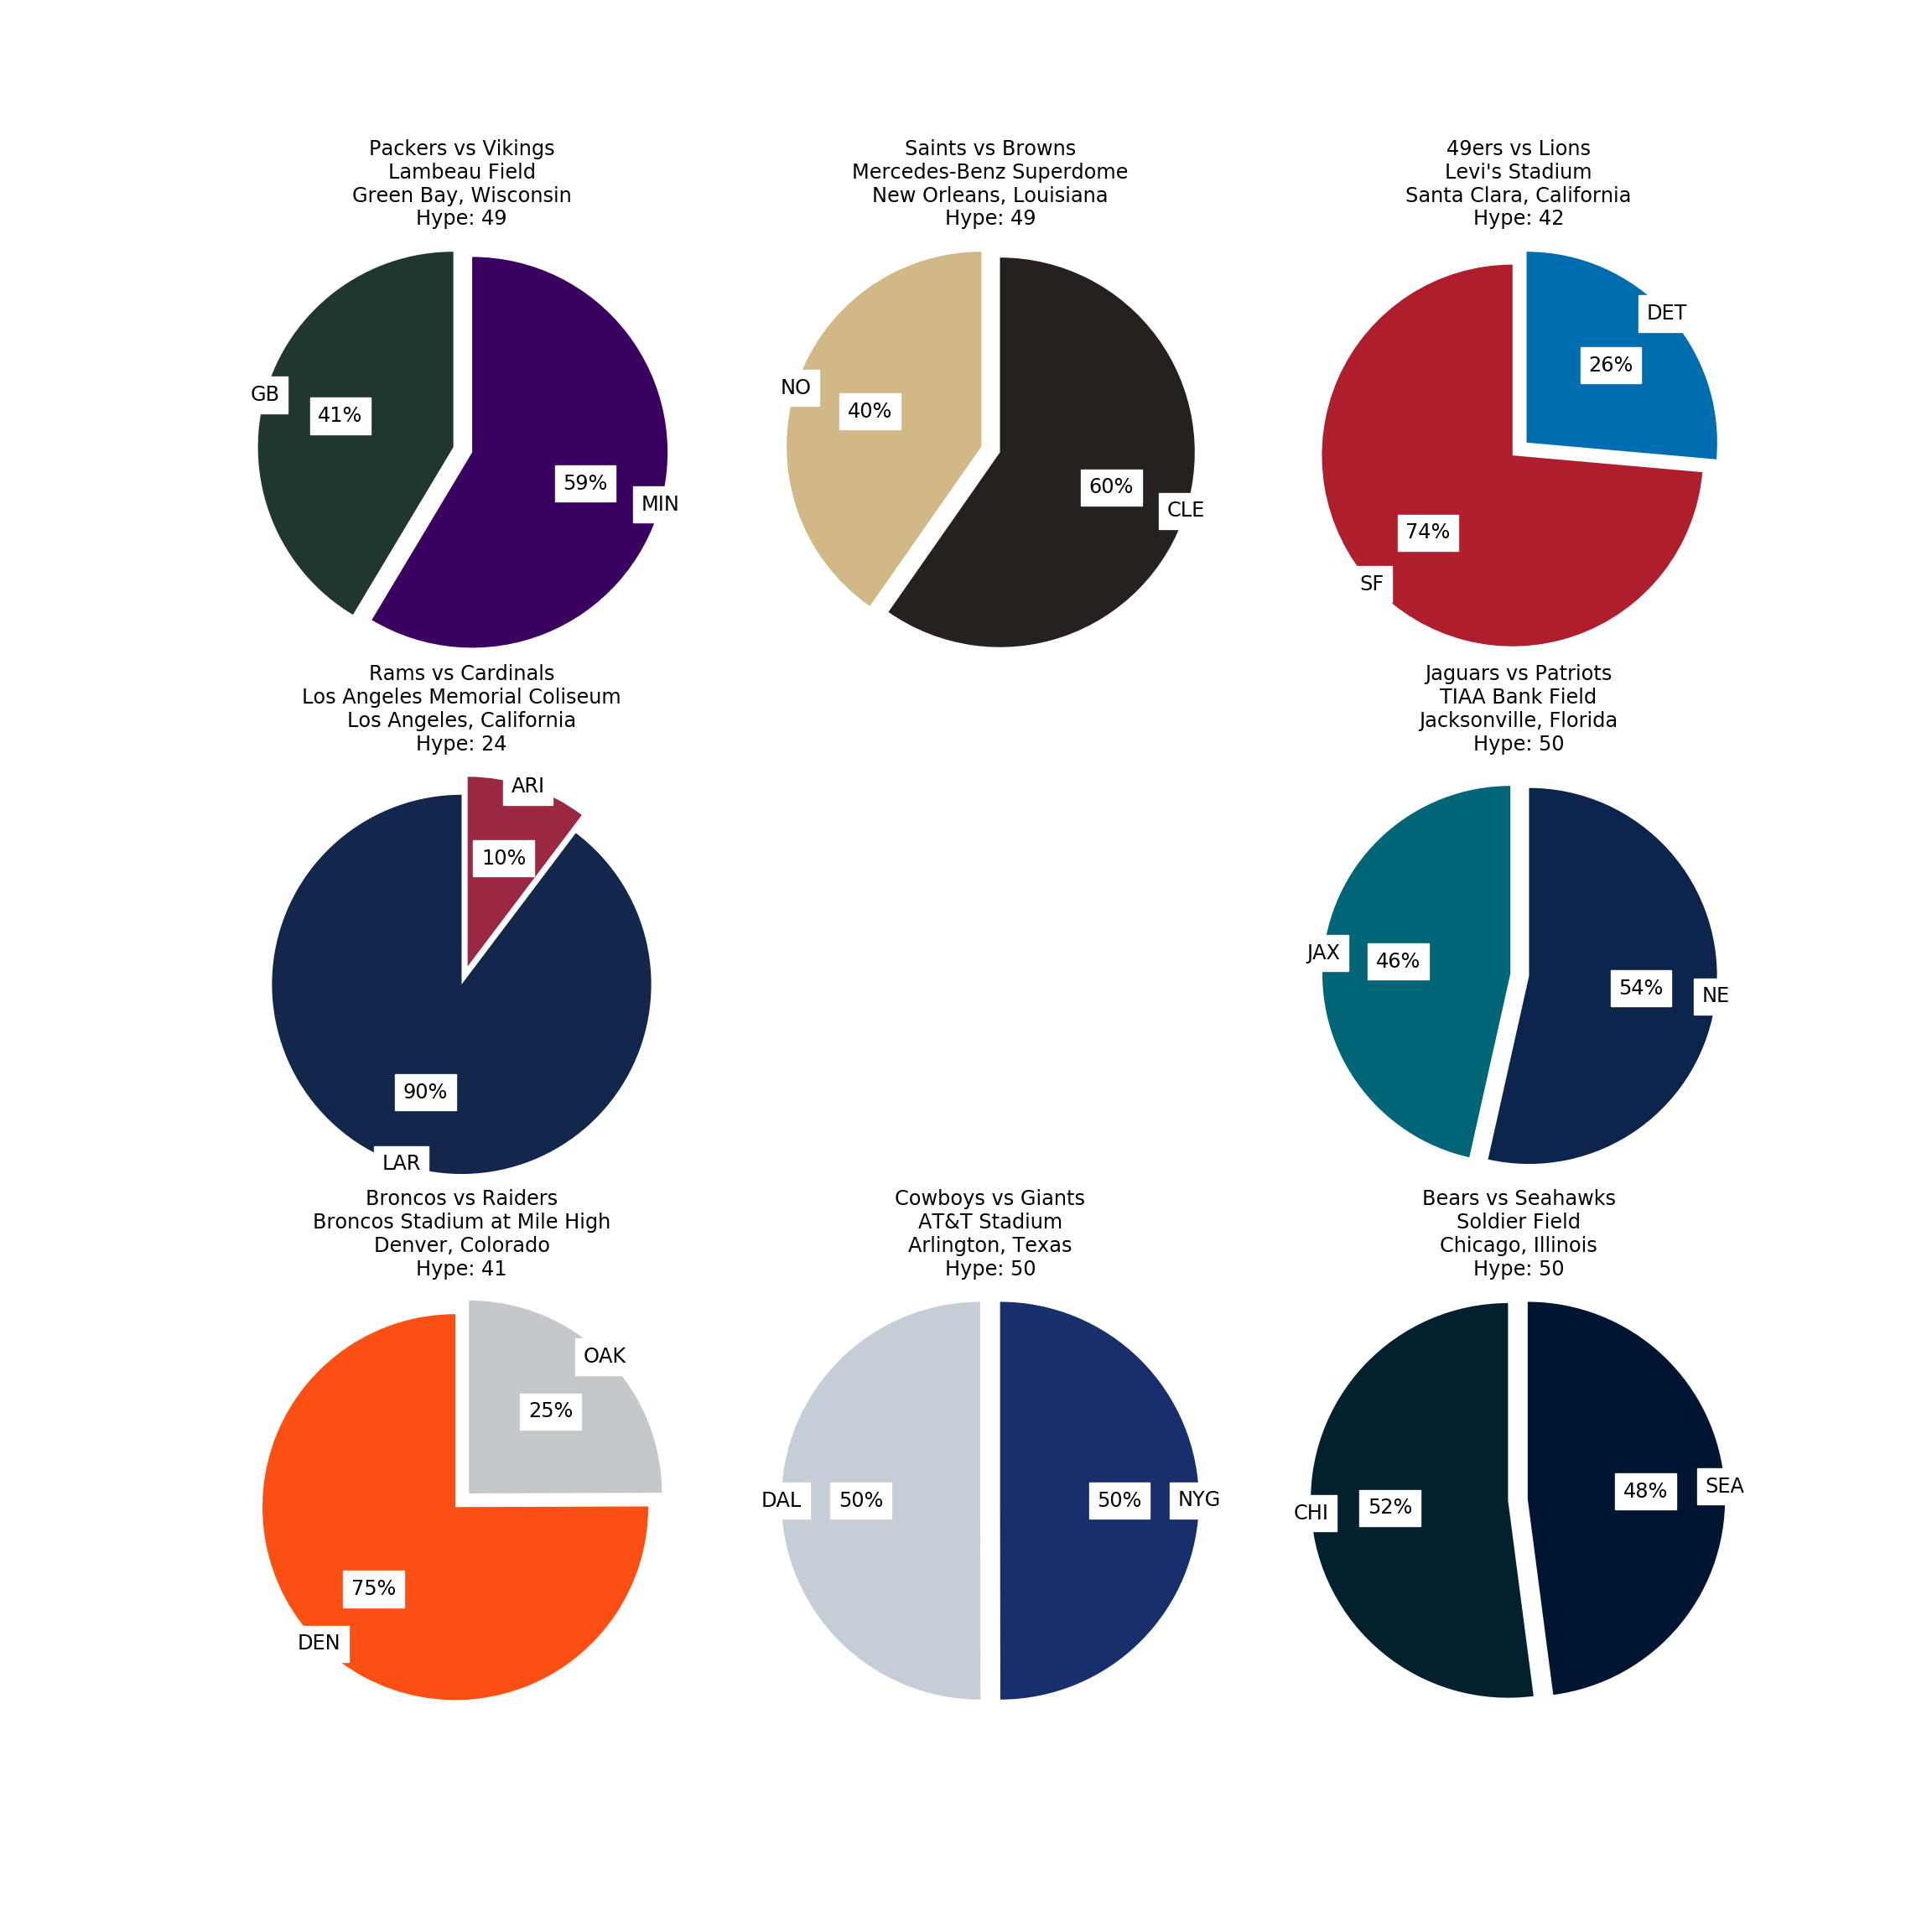 Packers vs Vikings
Lambeau Field
Green Bay, Wisconsin
Hype: 49
GB
41%
59%
MIN
Saints vs Browns
Mercedes-Benz Superdome
New Orleans, Louisiana
Hype: 49
NO
40%
60%
CLE
49ers vs Lions
Levi's Stadium
Santa Clara, California
Hype: 42
DET
26%
74%
SF
Rams vs Cardinals
Los Angeles Memorial Coliseum
Los Angeles, California
Hype: 24
ARI
10%
90%
LAR
Jaguars vs Patriots
TIAA Bank Field
Jacksonville, Florida
Hype: 50
JAX
46%
54%
NE
Broncos vs Raiders
Broncos Stadium at Mile High
Denver, Colorado
Hype: 41
OAK
25%
75%
DEN
Cowboys vs Giants
AT&T Stadium
Arlington, Texas
Hype: 50
DAL
50%
50%
NYG
Bears vs Seahawks
Soldier Field
Chicago, Illinois
Hype: 50
CHI
52%
48%
SEA